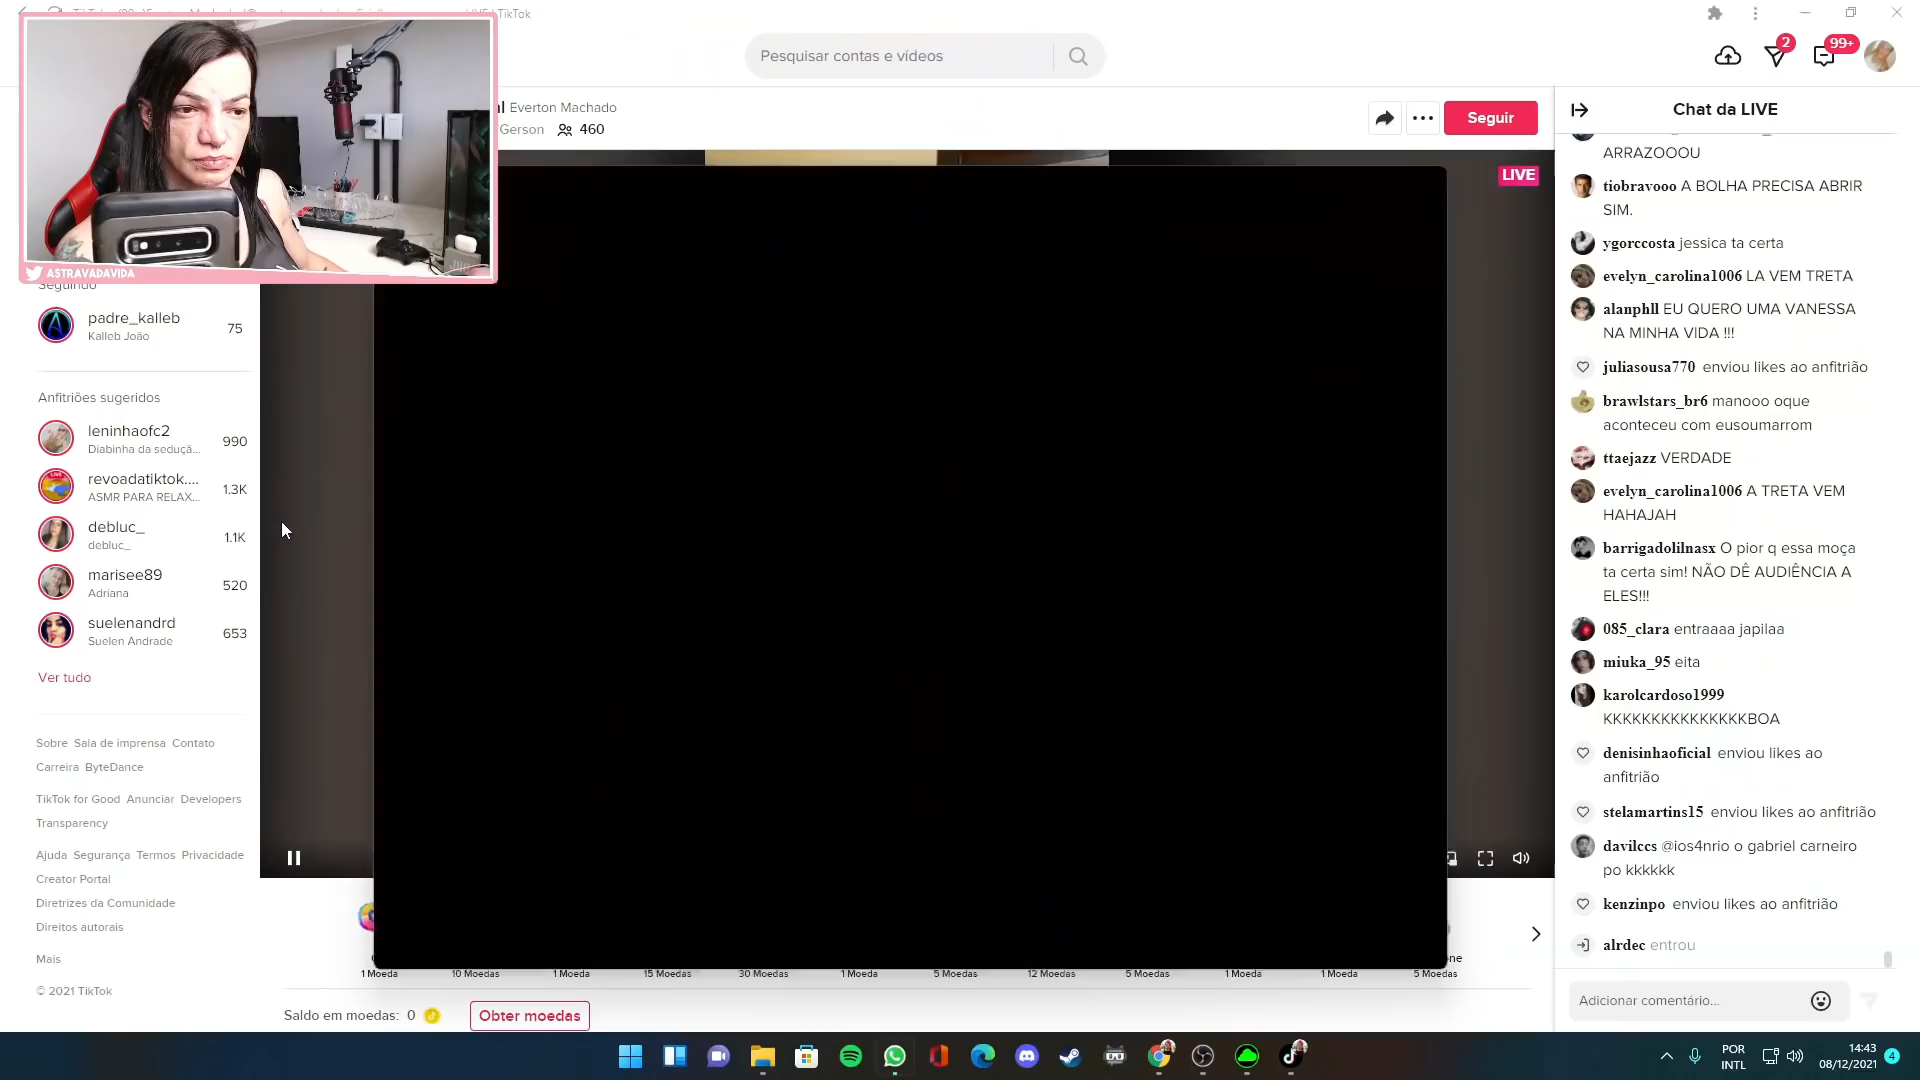 LIVE | TikTok
Pesquisar contas e vídeos
2
99+
Everton Machado
Gerson 460
Seguir
Chat da LIVE
LIVE
ASTRAVADAVIDA
Seguindo
padre_kalleb
Kalleb João
75
Anfitriões sugeridos
leninhaofc2
Diabinha da seduçã...
990
revoadatiktok....
ASMR PARA RELAX...
1.3K
debluc_
debluc_
1.1K
marisee89
Adriana
520
suelenandrd
Suelen Andrade
653
Ver tudo
Sobre Sala de imprensa Contato
Carreira ByteDance
TikTok for Good Anunciar Developers
Transparency
Ajuda Segurança Termos Privacidade
Creator Portal
Diretrizes da Comunidade
Direitos autorais
Mais
© 2021 TikTok
1 Moeda 10 Moedas 1 Moeda 15 Moedas 30 Moedas 1 Moeda 5 Moedas 12 Moedas 5 Moedas 1 Moeda 1 Moeda 5 Moedas
Saldo em moedas: 0
Obter moedas
ARRAZOOOU
tiobravooo A BOLHA PRECISA ABRIR
SIM.
ygorccosta jessica ta certa
evelyn_carolina1006 LA VEM TRETA
alanphll EU QUERO UMA VANESSA
NA MINHA VIDA !!!
juliasousa770 enviou likes ao anfitrião
brawlstars_br6 manooo oque
aconteceu com eusoumarrom
ttaejazz VERDADE
evelyn_carolina1006 A TRETA VEM
HAHAJAH
barrigadolilnasx O pior q essa moça
ta certa sim! NÃO DÊ AUDIÊNCIA A
ELES!!!
085_clara entraaaa japilaa
miuka_95 eita
karolcardoso1999
KKKKKKKKKKKKKKKBOA
denisinhaoficial enviou likes ao
anfitrião
stelamartins15 enviou likes ao anfitrião
davilccs @ios4nrio o gabriel carneiro
po kkkkkk
kenzinpo enviou likes ao anfitrião
alrdec entrou
Adicionar comentário...
POR
INTL
14:43
08/12/2021
4